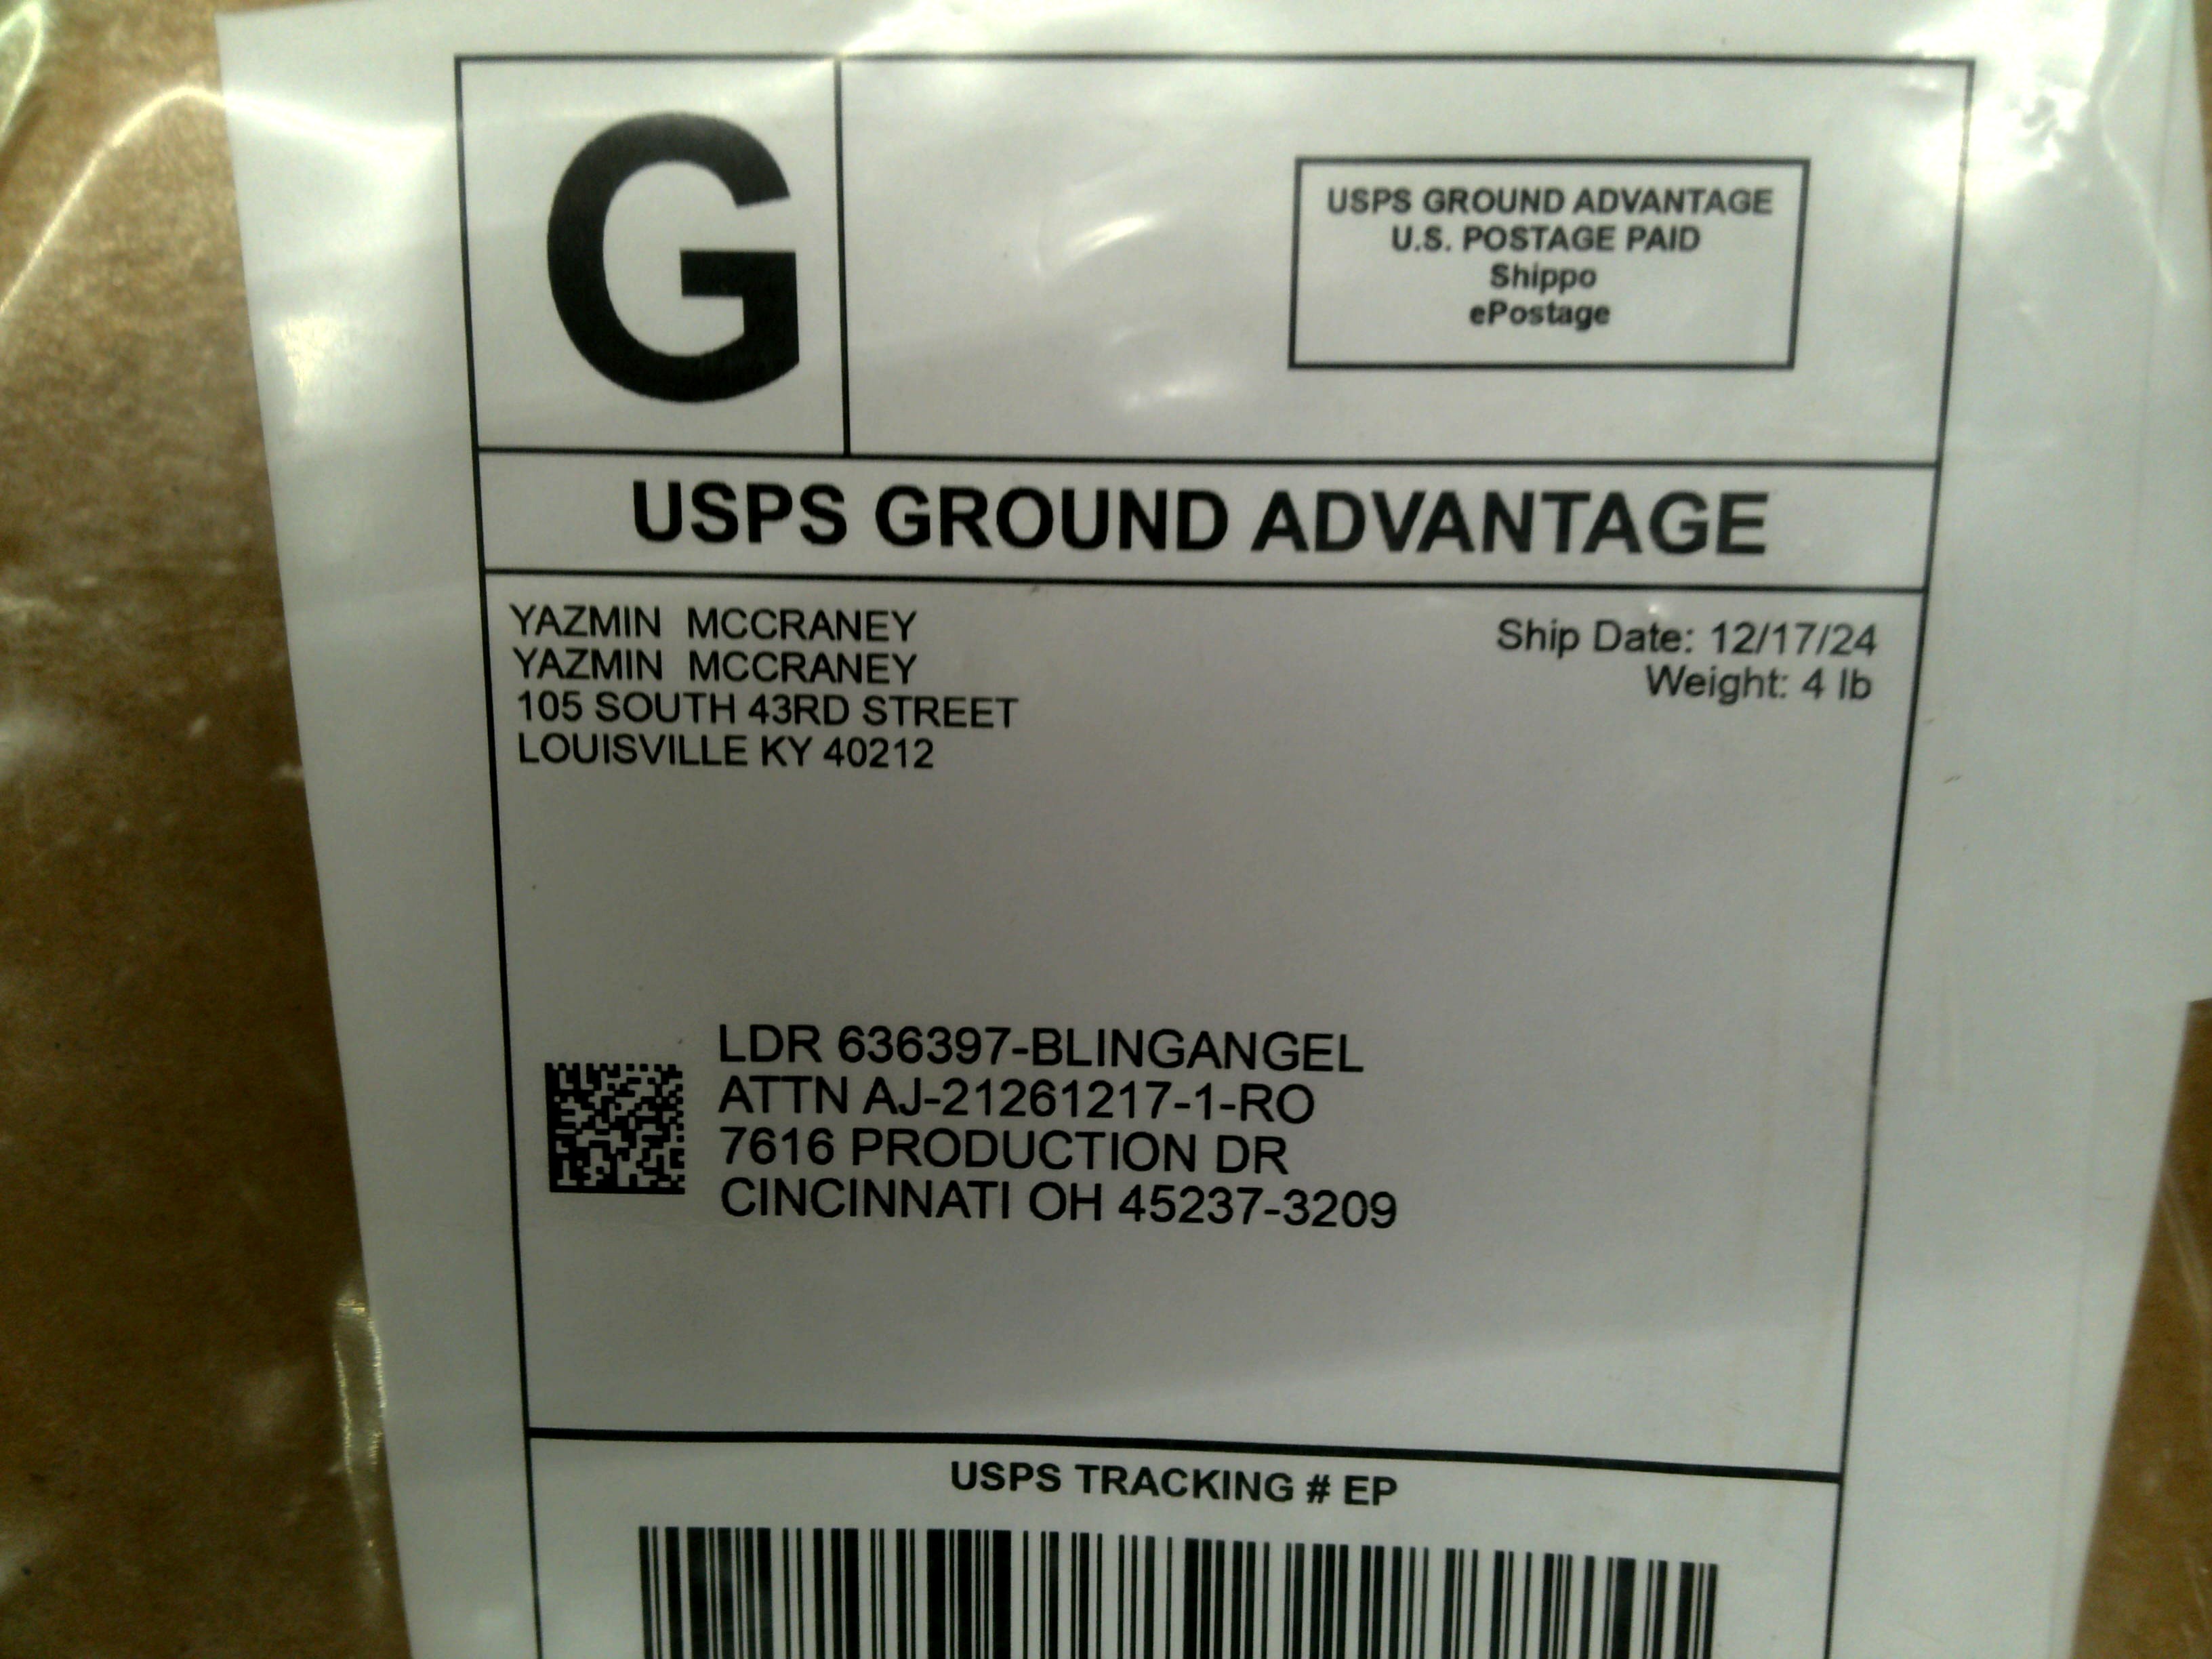 G
USPS GROUND ADVANTAGE
U.S. POSTAGE PAID
Shippo
ePostage
USPS GROUND ADVANTAGE
YAZMIN MCCRANEY
YAZMIN MCCRANEY
105 SOUTH 43RD STREET
LOUISVILLE KY 40212
Ship Date: 12/17/24
Weight: 4 lb
LDR 636397-BLINGANGEL
ATTN AJ-21261217-1-RO
7616 PRODUCTION DR
CINCINNATI OH 45237-3209
USPS TRACKING # EP